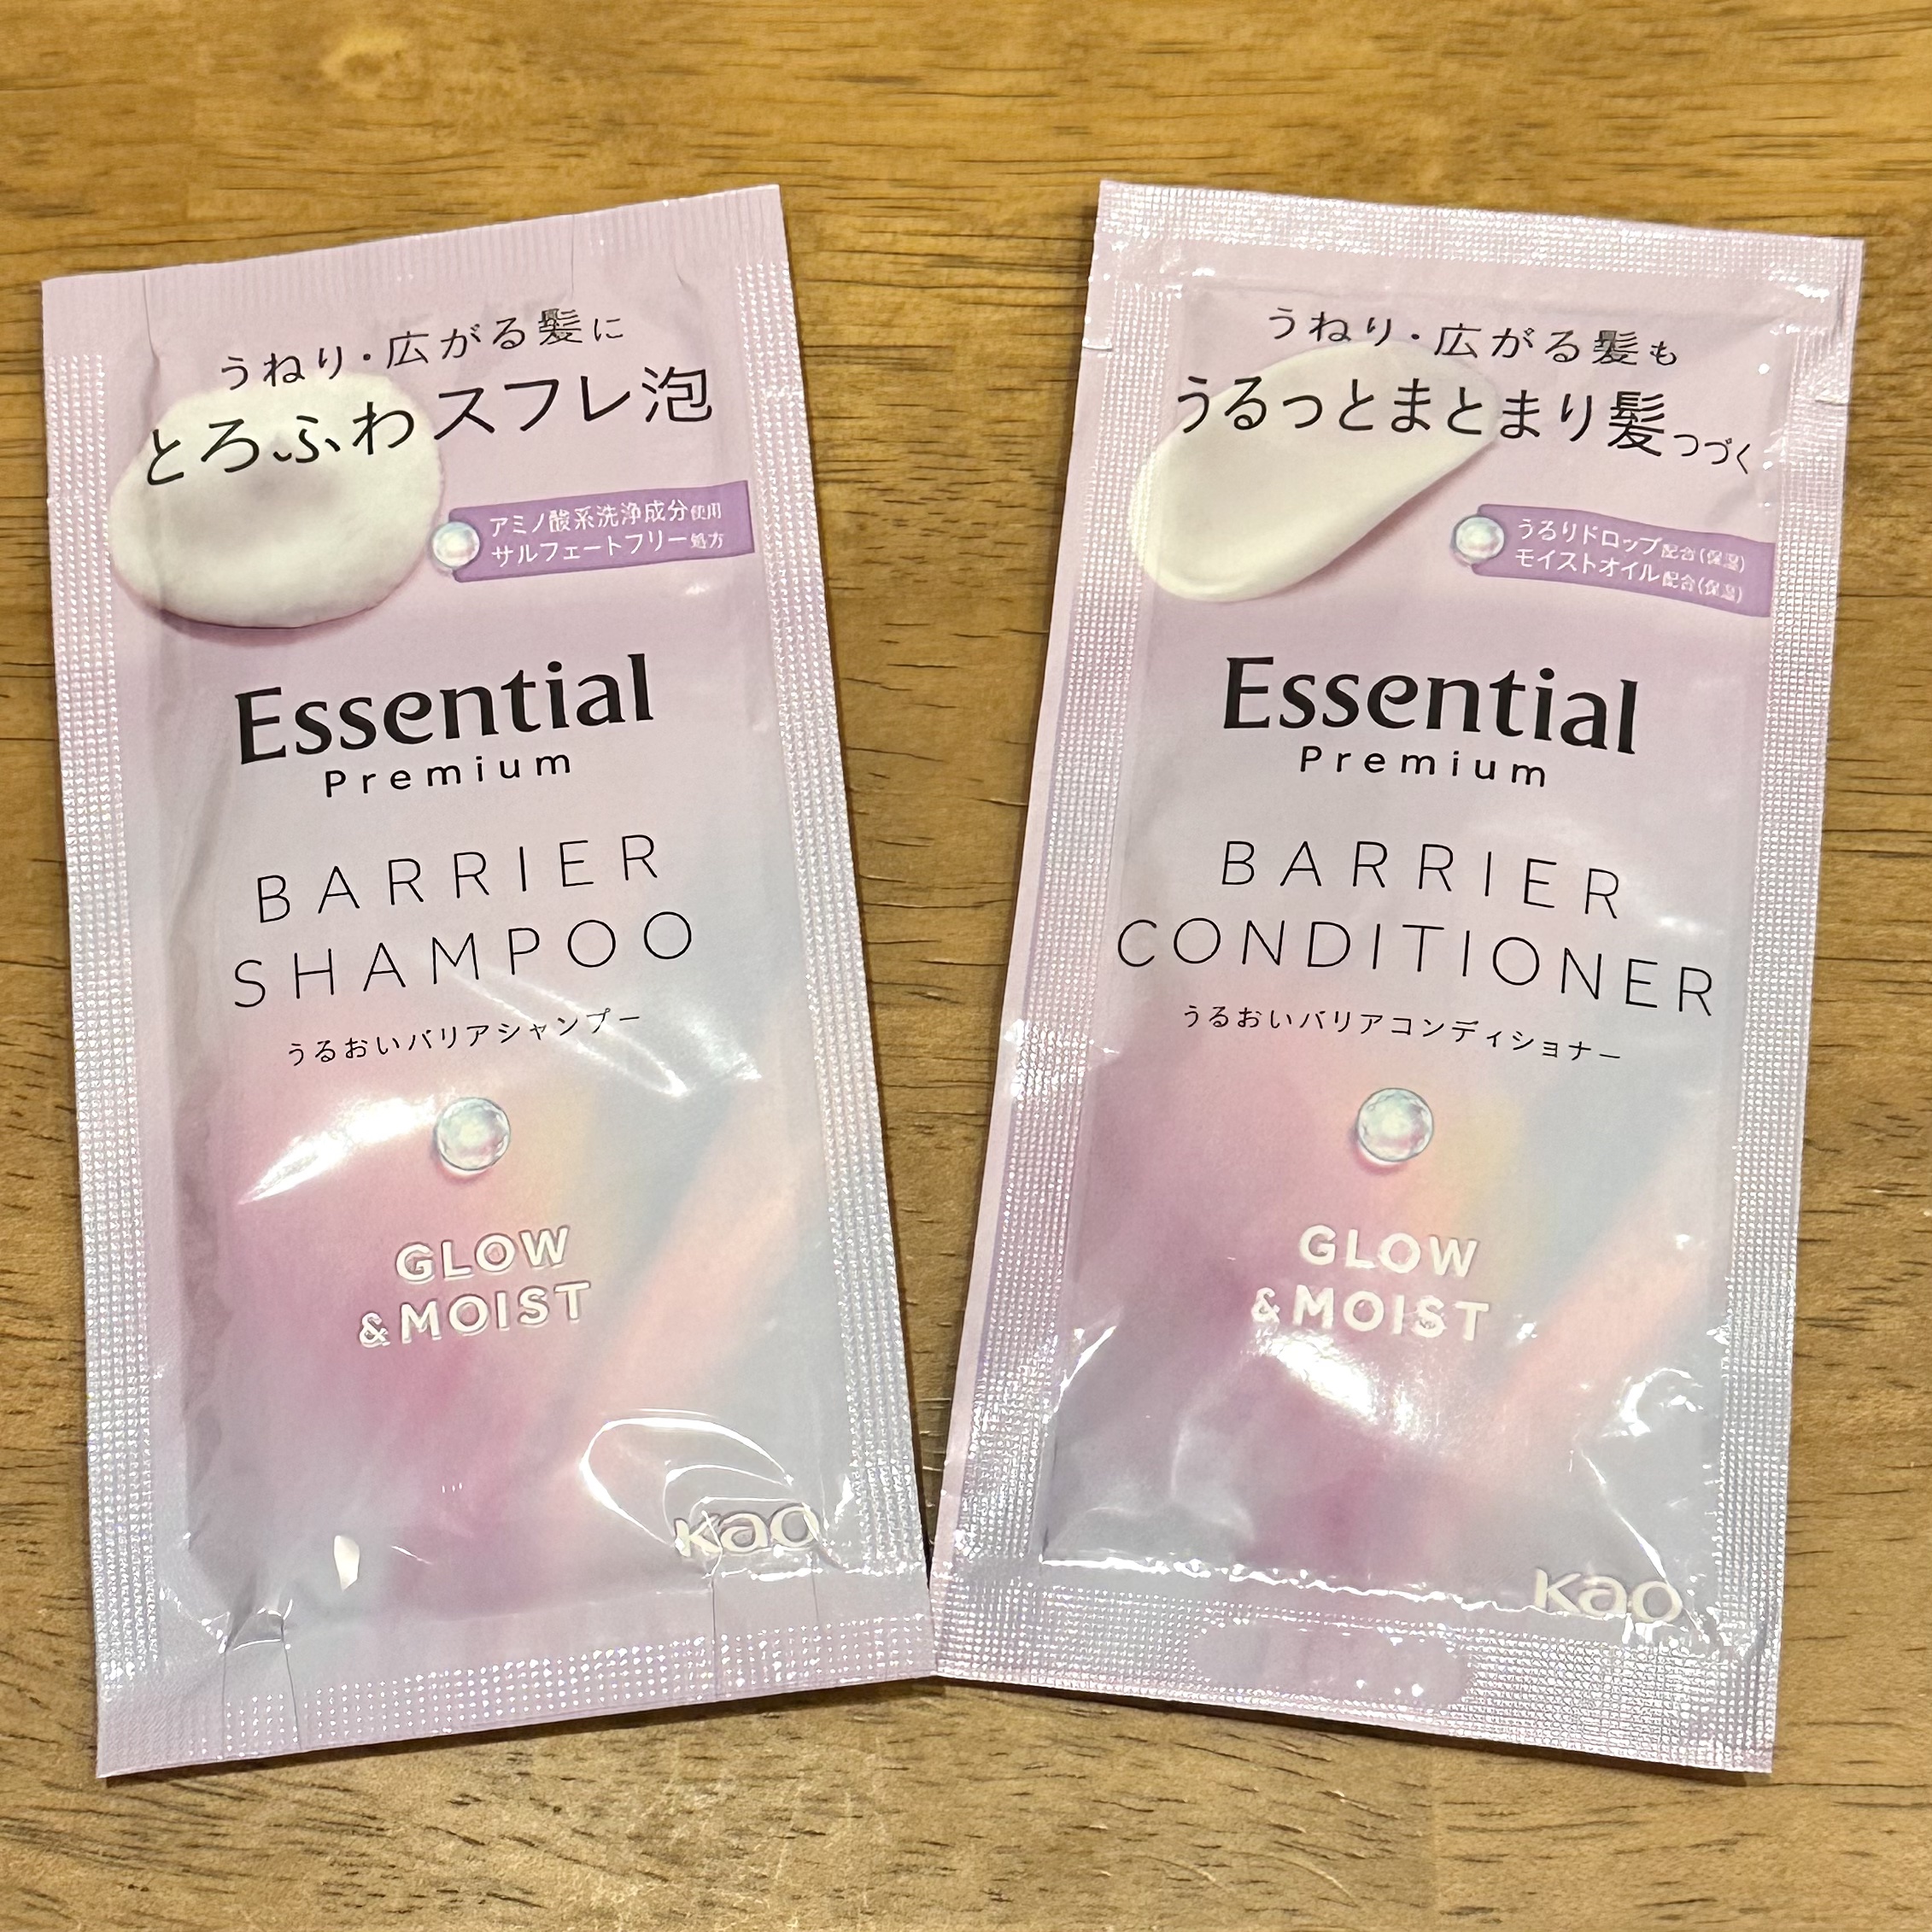 うねり・広がる髪に
とろふわスフレ泡
アミノ酸系洗浄成分使用
サルフェートフリー処方
Essential
Premium
BARRIER
SHAMPOO
うるおいバリアシャンプー
GLOW
&MOIST
Kao
うねり・広がる髪も
うるっとまとまり髪つづく
うるりドロップ配合(保湿)
モイストオイル配合(保湿)
Essential
Premium
BARRIER
CONDITIONER
うるおいバリアコンディショナー
GLOW
&MOIST
Kao